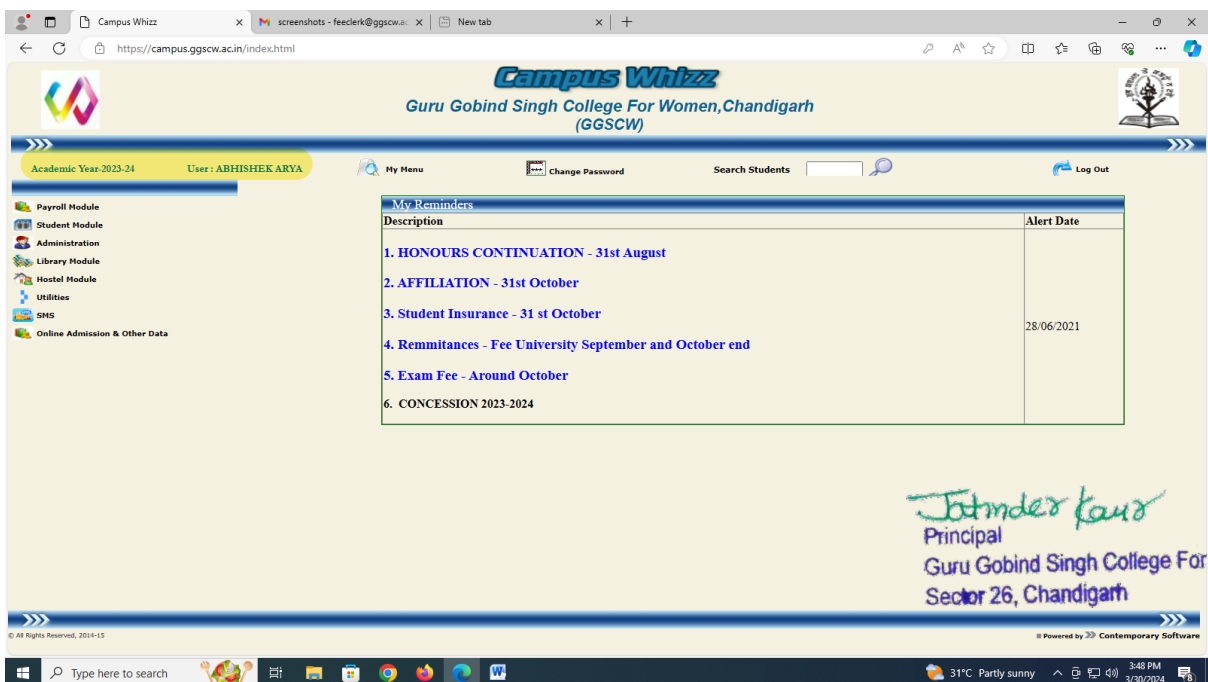 Campus Whizz
screenshots - feeclerk@ggscw.ac
New tab
https://campus.ggscw.ac.in/index.html
Campus Whizz
Guru Gobind Singh College For Women,Chandigarh
(GGSCW)
Academic Year-2023-24 User : ABHISHEK ARYA My Menu Change Password Search Students Log Out
Payroll Module
Student Module
Administration
Library Module
Hostel Module
Utilities
SMS
Online Admission & Other Data
My Reminders
Description Alert Date
1. HONOURS CONTINUATION - 31st August
2. AFFILIATION - 31st October
3. Student Insurance - 31 st October
4. Remmitances - Fee University September and October end
5. Exam Fee - Around October
6. CONCESSION 2023-2024
28/06/2021
Jatinder Kaur
Principal
Guru Gobind Singh College For
Sector 26, Chandigarh
© All Rights Reserved, 2014-15
Powered by Contemporary Software
Type here to search
31°C Partly sunny
3:48 PM
3/30/2024